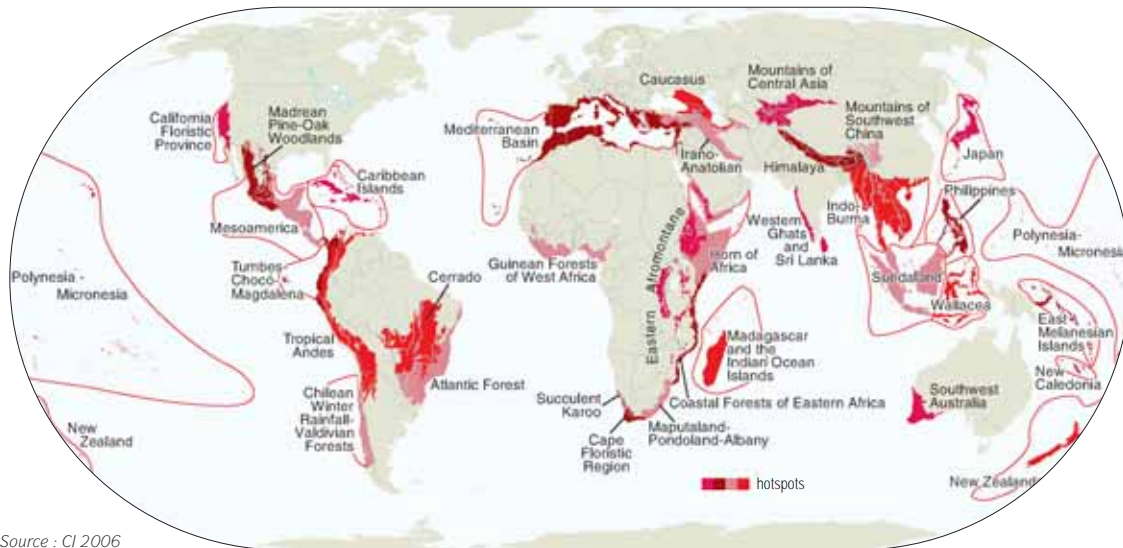 California
Floristic
Province
Madrean
Pine-Oak
Woodlands
Caribbean
Islands
Mesoamerica
Polynesia -
Micronesia
Tumbes-
Choco-
Magdalena
Tropical
Andes
Cerrado
Atlantic Forest
Chilean
Winter
Rainfall-
Valdivian
Forests
New
Zealand
Mediterranean
Basin
Caucasus
Irano-
Anatolian
Mountains of
Central Asia
Mountains of
Southwest
China
Himalaya
Japan
Philippines
Indo-
Burma
Western
Ghats
and
Sri Lanka
Guinean Forests
of West Africa
Eastern Afromontane
Horn of
Africa
Sundaland
Wallacea
Polynesia-
Micronesia
East
Melanesian
Islands
New
Caledonia
Madagascar
and the
Indian Ocean
Islands
Southwest
Australia
Succulent
Karoo
Coastal Forests of Eastern Africa
Maputaland-
Pondoland-Albany
Cape
Floristic
Region
New Zealand
hotspots
Source : CI 2006